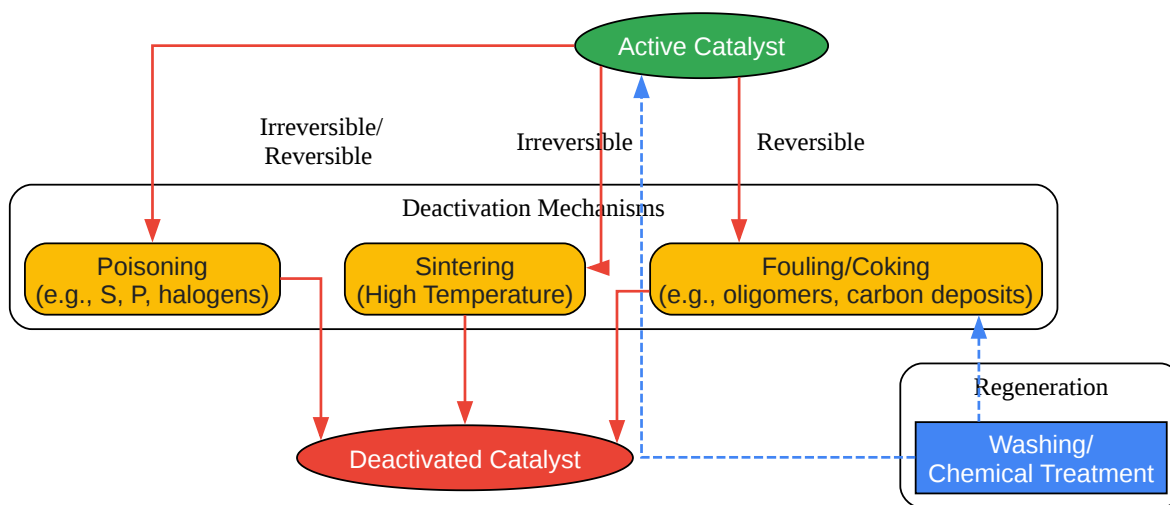 Active Catalyst
Irreversible/
Reversible
Irreversible
Reversible
Deactivation Mechanisms
Poisoning
(e.g., S, P, halogens)
Sintering
(High Temperature)
Fouling/Coking
(e.g., oligomers, carbon deposits)
Regeneration
Washing/
Chemical Treatment
Deactivated Catalyst